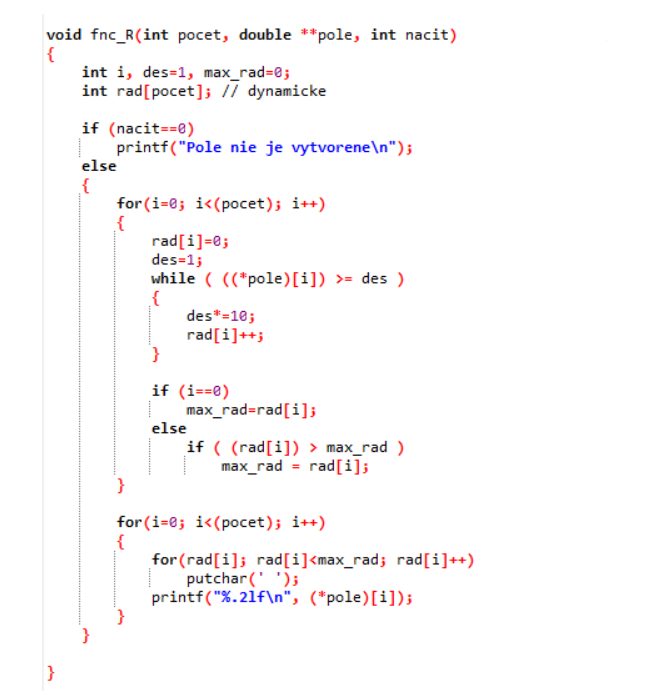 void fnc_R(int pocet, double **pole, int nacit)
{
    int i, des=1, max_rad=0;
    int rad[pocet]; // dynamicke

    if (nacit==0)
        printf("Pole nie je vytvorene\n");
    else
    {
        for(i=0; i<(pocet); i++)
        {
            rad[i]=0;
            des=1;
            while ( ((*pole)[i]) >= des )
            {
                des*=10;
                rad[i]++;
            }

            if (i==0)
                max_rad=rad[i];
            else
                if ( (rad[i]) > max_rad )
                    max_rad = rad[i];
        }

        for(i=0; i<(pocet); i++)
        {
            for(rad[i]; rad[i]<max_rad; rad[i]++)
                putchar(' ');
            printf("%.2lf\n", (*pole)[i]);
        }
    }

}